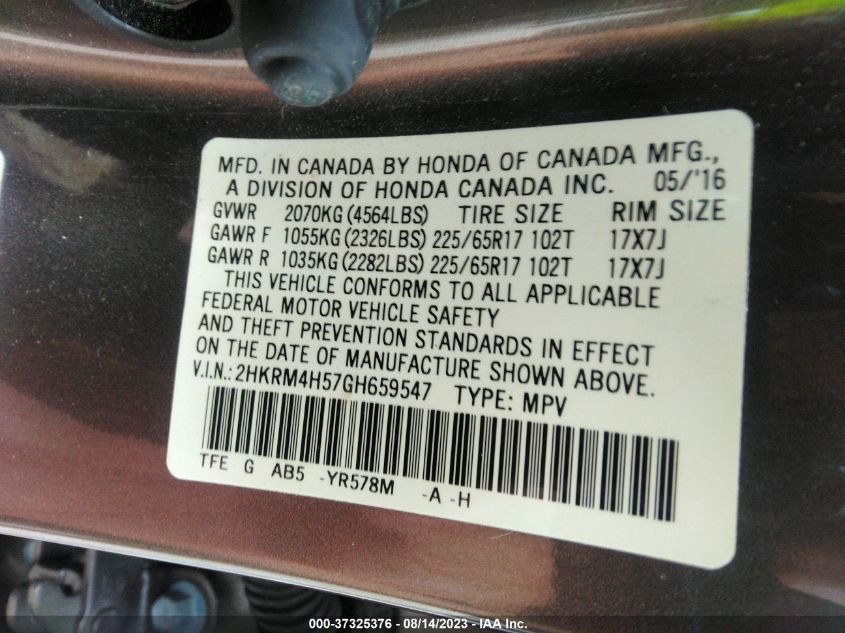 MFD. IN CANADA BY HONDA OF CANADA MFG.,
A DIVISION OF HONDA CANADA INC. 05/'16
GVWR 2070KG (4564LBS) TIRE SIZE RIM SIZE
GAWR F 1055KG (2326LBS) 225/65R17 102T 17X7J
GAWR R 1035KG (2282LBS) 225/65R17 102T 17X7J
THIS VEHICLE CONFORMS TO ALL APPLICABLE
FEDERAL MOTOR VEHICLE SAFETY
AND THEFT PREVENTION STANDARDS IN EFFECT
ON THE DATE OF MANUFACTURE SHOWN ABOVE.
V.I.N.: 2HKRM4H57GH659547 TYPE: MPV
TFE G AB5 -YR578M -A -H
000-37325376 - 08/14/2023 - IAA Inc.